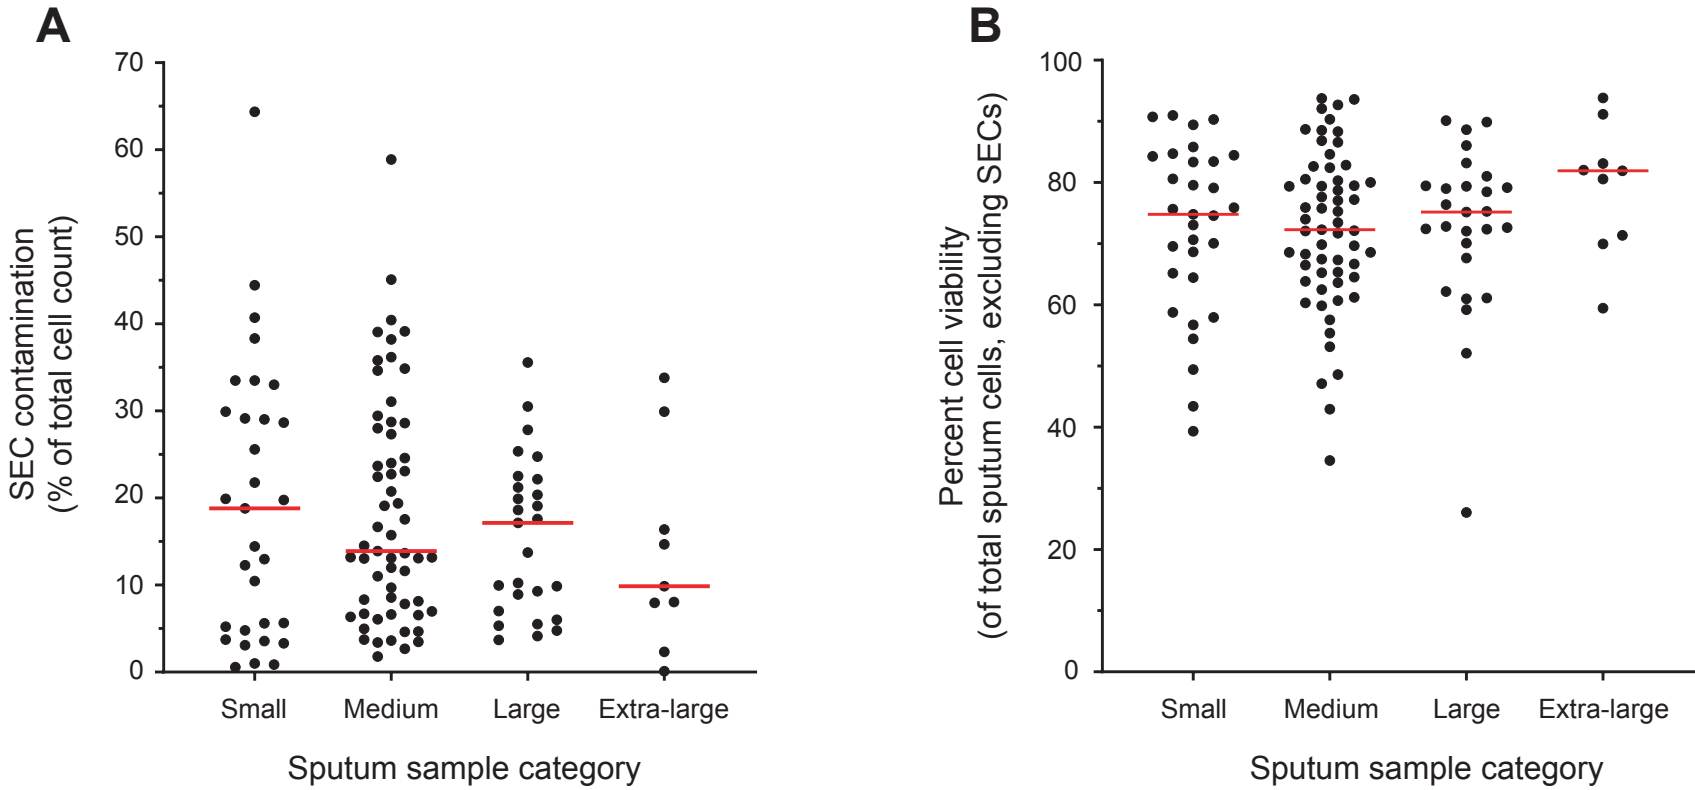 A
SEC contamination
(% of total cell count)
70
60
50
40
30
20
10
0
Small
Medium
Large
Extra-large
Sputum sample category
B
Percent cell viability
(of total sputum cells, excluding SECs)
100
80
60
40
20
0
Small
Medium
Large
Extra-large
Sputum sample category